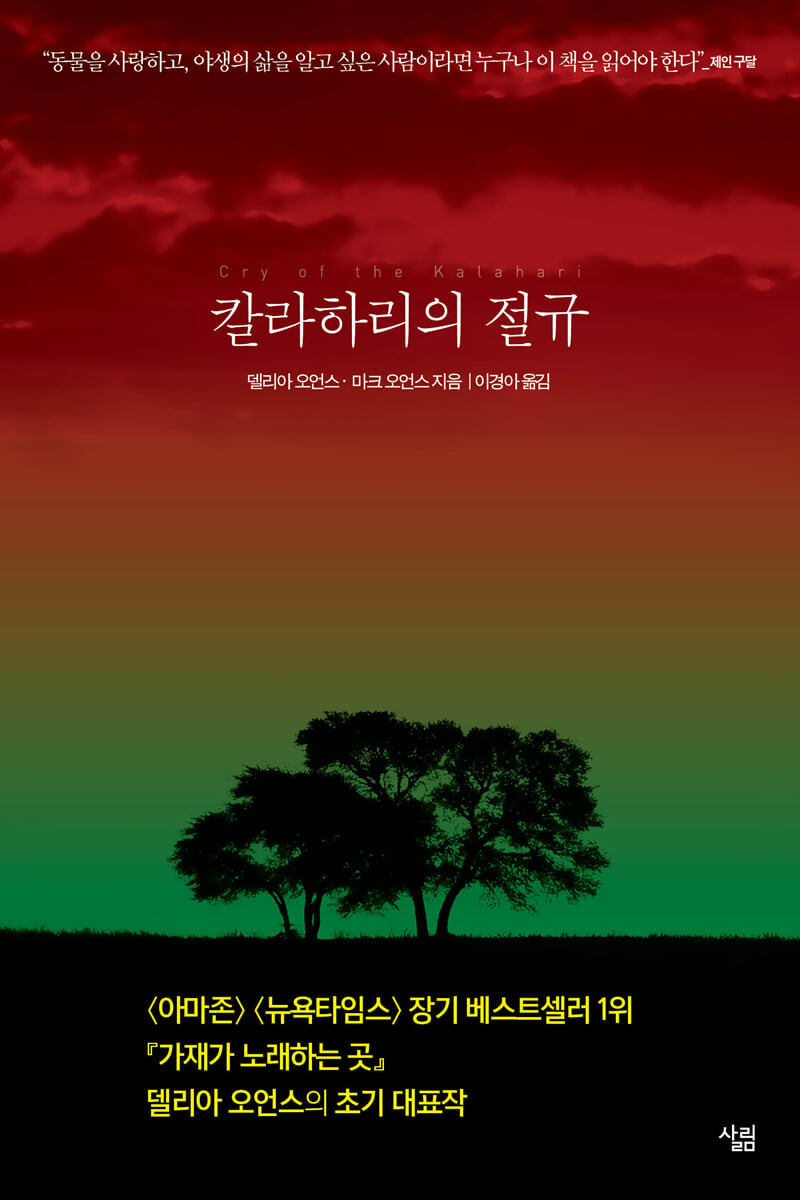 “동물을 사랑하고, 야생의 삶을 알고 싶은 사람이라면 누구나 이 책을 읽어야 한다”_제인 구달
Cry of the Kalahari
칼라하리의 절규
델리아 오언스 · 마크 오언스 지음 | 이경아 옮김
〈아마존〉 〈뉴욕타임스〉 장기 베스트셀러 1위
『가재가 노래하는 곳』
델리아 오언스의 초기 대표작
사림